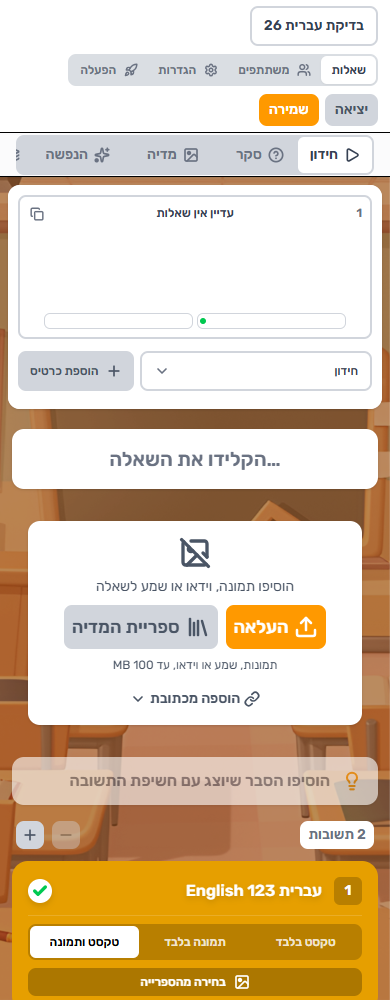 בדיקת עברית 26
שאלות
משתתפים
הגדרות
הפעלה
יציאה
שמירה
חידון
סקר
מדיה
הנפשה
1
עדיין אין שאלות
חידון
הוספת כרטיס
הקלידו את השאלה...
הוסיפו תמונה, וידאו או שמע לשאלה
העלאה
ספריית המדיה
תמונות, שמע או וידאו, עד 100 MB
הוספה מכתובת
הוסיפו הסבר שיוצג עם חשיפת התשובה
2 תשובות
1
עברית English 123
טקסט בלבד
תמונה בלבד
טקסט ותמונה
בחירה מהספרייה